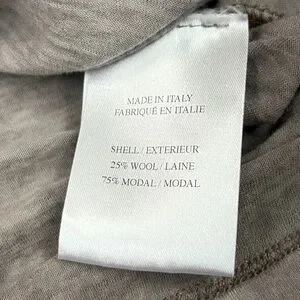 MADE IN ITALY
FABRIQUÉ EN ITALIE
SHELL / EXTERIEUR
25% WOOL / LAINE
75% MODAL / MODAL